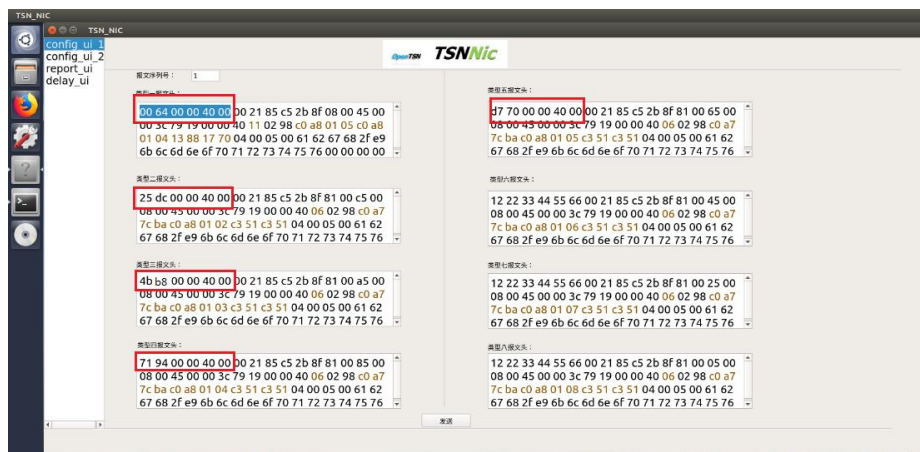 TSN_NIC
TSN_NIC
config_ui_1
config_ui_2
report_ui
delay_ui
OpenTSN TSNNic
报文序列号: 1
类型一报文头:
00 64 00 00 40 00 00 21 85 c5 2b 8f 08 00 45 00
00 3c 79 19 00 00 40 11 02 98 c0 a8 01 05 c0 a8
01 04 13 88 17 70 04 00 05 00 61 62 67 68 2f e9
6b 6c 6d 6e 6f 70 71 72 73 74 75 76 00 00 00 00
类型二报文头:
25 dc 00 00 40 00 00 21 85 c5 2b 8f 81 00 c5 00
08 00 45 00 00 3c 79 19 00 00 40 06 02 98 c0 a7
7c ba c0 a8 01 02 c3 51 c3 51 04 00 05 00 61 62
67 68 2f e9 6b 6c 6d 6e 6f 70 71 72 73 74 75 76
类型三报文头:
4b b8 00 00 40 00 00 21 85 c5 2b 8f 81 00 a5 00
08 00 45 00 00 3c 79 19 00 00 40 06 02 98 c0 a7
7c ba c0 a8 01 03 c3 51 c3 51 04 00 05 00 61 62
67 68 2f e9 6b 6c 6d 6e 6f 70 71 72 73 74 75 76
类型四报文头:
71 94 00 00 40 00 00 21 85 c5 2b 8f 81 00 85 00
08 00 45 00 00 3c 79 19 00 00 40 06 02 98 c0 a7
7c ba c0 a8 01 04 c3 51 c3 51 04 00 05 00 61 62
67 68 2f e9 6b 6c 6d 6e 6f 70 71 72 73 74 75 76
类型五报文头:
d7 70 00 00 40 00 00 21 85 c5 2b 8f 81 00 65 00
08 00 45 00 00 3c 79 19 00 00 40 06 02 98 c0 a7
7c ba c0 a8 01 05 c3 51 c3 51 04 00 05 00 61 62
67 68 2f e9 6b 6c 6d 6e 6f 70 71 72 73 74 75 76
类型六报文头:
12 22 33 44 55 66 00 21 85 c5 2b 8f 81 00 45 00
08 00 45 00 00 3c 79 19 00 00 40 06 02 98 c0 a7
7c ba c0 a8 01 06 c3 51 c3 51 04 00 05 00 61 62
67 68 2f e9 6b 6c 6d 6e 6f 70 71 72 73 74 75 76
类型七报文头:
12 22 33 44 55 66 00 21 85 c5 2b 8f 81 00 25 00
08 00 45 00 00 3c 79 19 00 00 40 06 02 98 c0 a7
7c ba c0 a8 01 07 c3 51 c3 51 04 00 05 00 61 62
67 68 2f e9 6b 6c 6d 6e 6f 70 71 72 73 74 75 76
类型八报文头:
12 22 33 44 55 66 00 21 85 c5 2b 8f 81 00 05 00
08 00 45 00 00 3c 79 19 00 00 40 06 02 98 c0 a7
7c ba c0 a8 01 08 c3 51 c3 51 04 00 05 00 61 62
67 68 2f e9 6b 6c 6d 6e 6f 70 71 72 73 74 75 76
发送